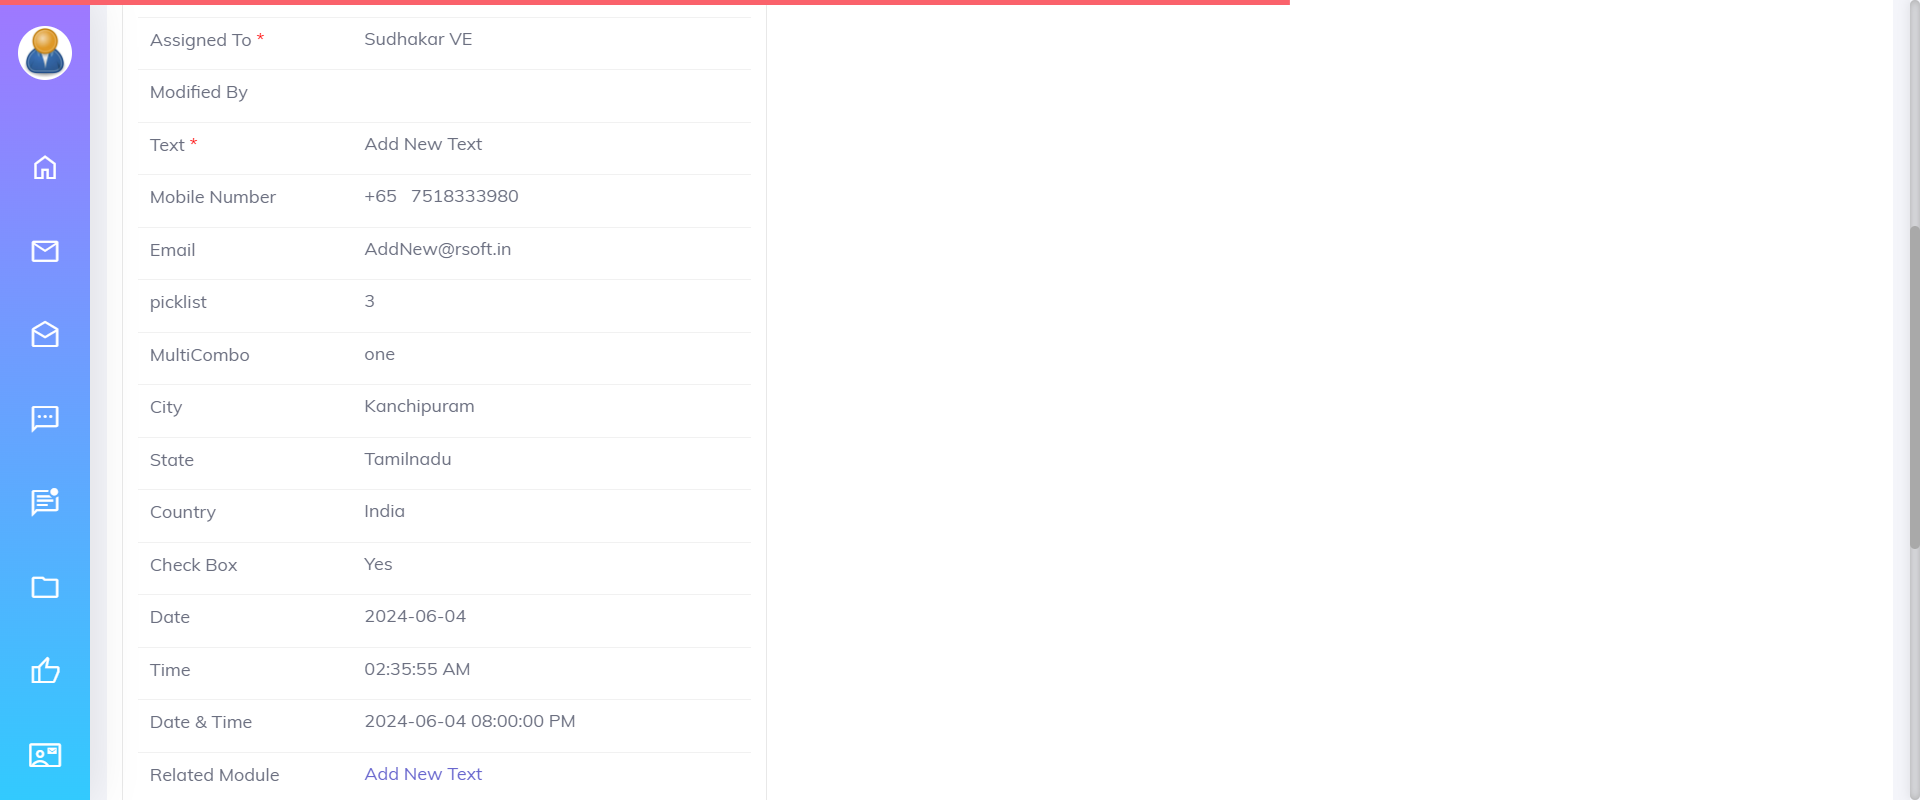 Assigned To * Sudhakar VE
Modified By
Text * Add New Text
Mobile Number +65 7518333980
Email AddNew@rsoft.in
picklist 3
MultiCombo one
City Kanchipuram
State Tamilnadu
Country India
Check Box Yes
Date 2024-06-04
Time 02:35:55 AM
Date & Time 2024-06-04 08:00:00 PM
Related Module Add New Text